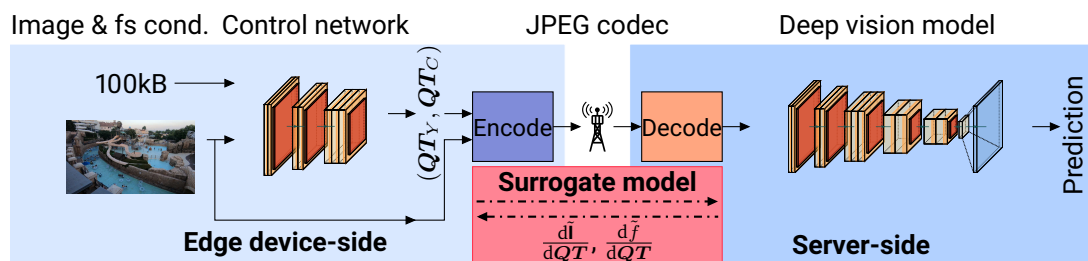 Image & fs cond. Control network JPEG codec Deep vision model
100kB
(QT_Y, QT_C)
Encode
Decode
Prediction
Surrogate model
dĨ/dQT, df̃/dQT
Edge device-side
Server-side